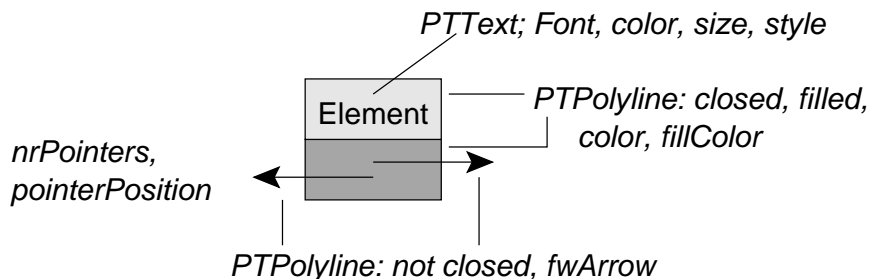 PTText; Font, color, size, style
Element
PTPolyline: closed, filled,
color, fillColor
nrPointers,
pointerPosition
PTPolyline: not closed, fwArrow